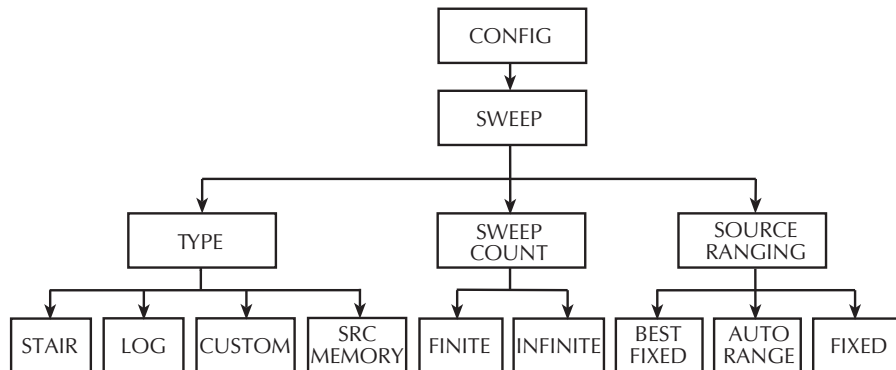 CONFIG
SWEEP
TYPE
SWEEP
COUNT
SOURCE
RANGING
STAIR
LOG
CUSTOM
SRC
MEMORY
FINITE
INFINITE
BEST
FIXED
AUTO
RANGE
FIXED